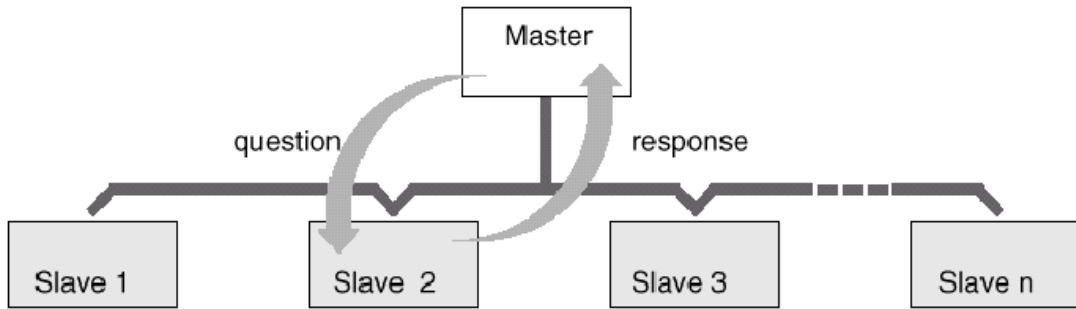 Master
question
response
Slave 1
Slave 2
Slave 3
Slave n